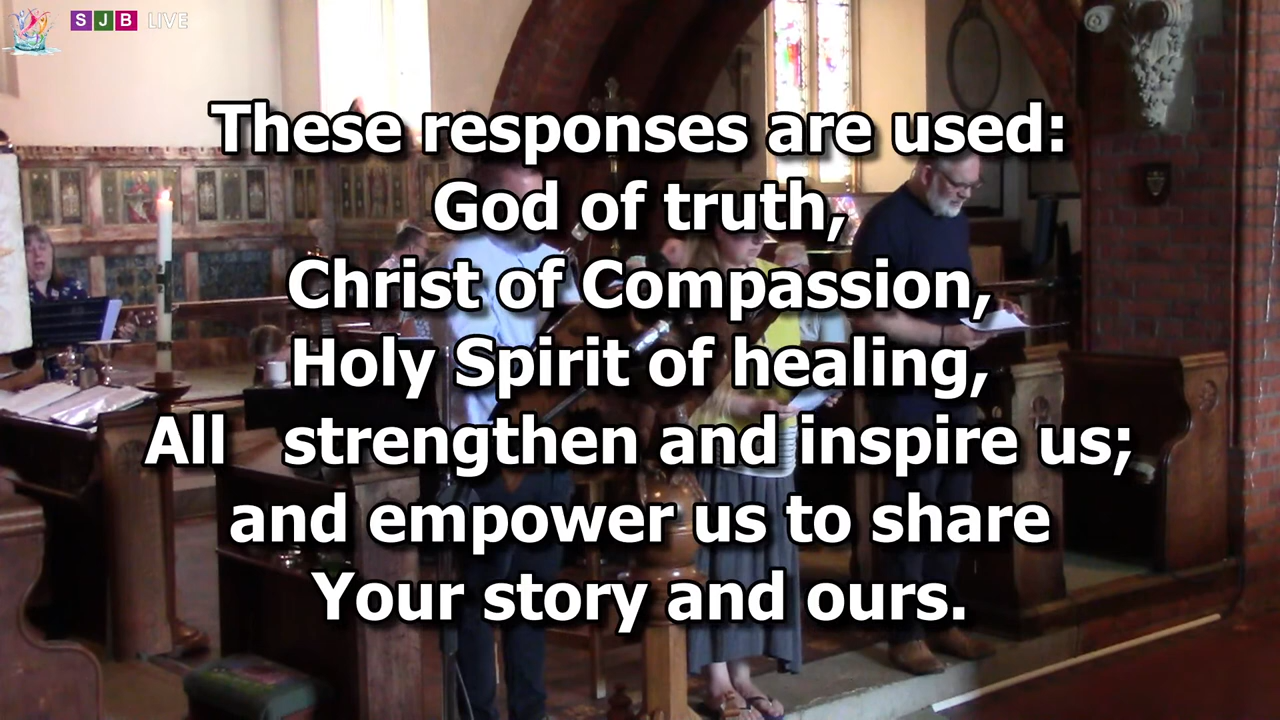 SJB LIVE
These responses are used:
God of truth,
Christ of Compassion,
Holy Spirit of healing,
All strengthen and inspire us;
and empower us to share
Your story and ours.